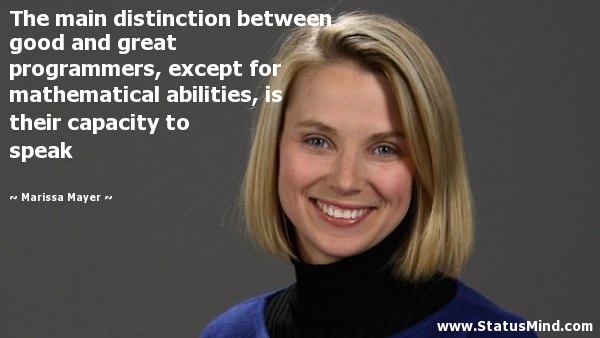 The main distinction between
good and great
programmers, except for
mathematical abilities, is
their capacity to
speak
~ Marissa Mayer ~
www.StatusMind.com